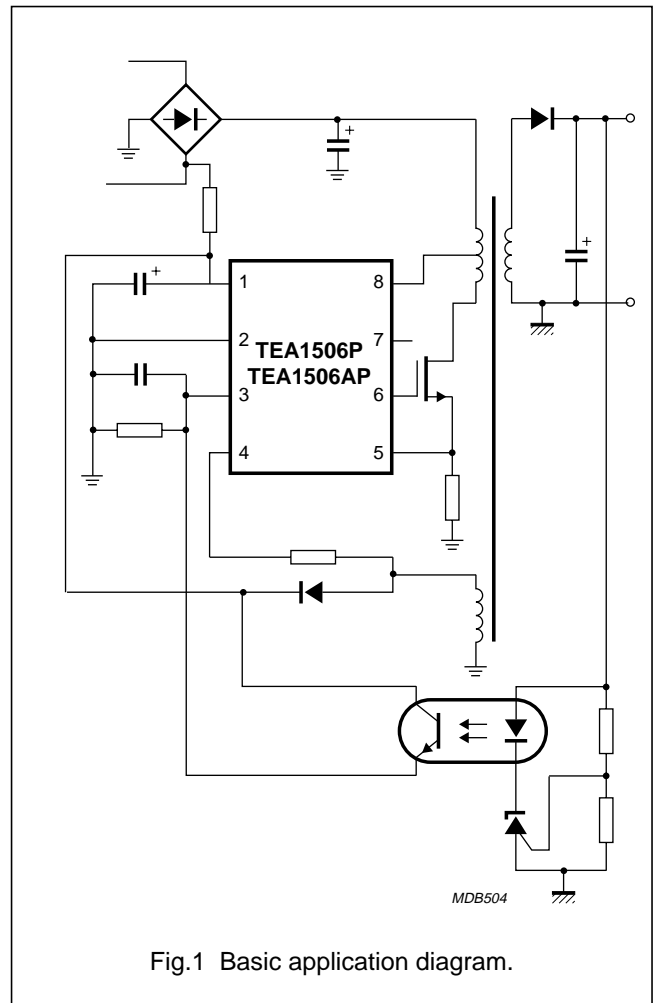 +
+
+
1
8
TEA1506P
TEA1506AP
2
7
3
6
4
5
MDB504
Fig.1 Basic application diagram.